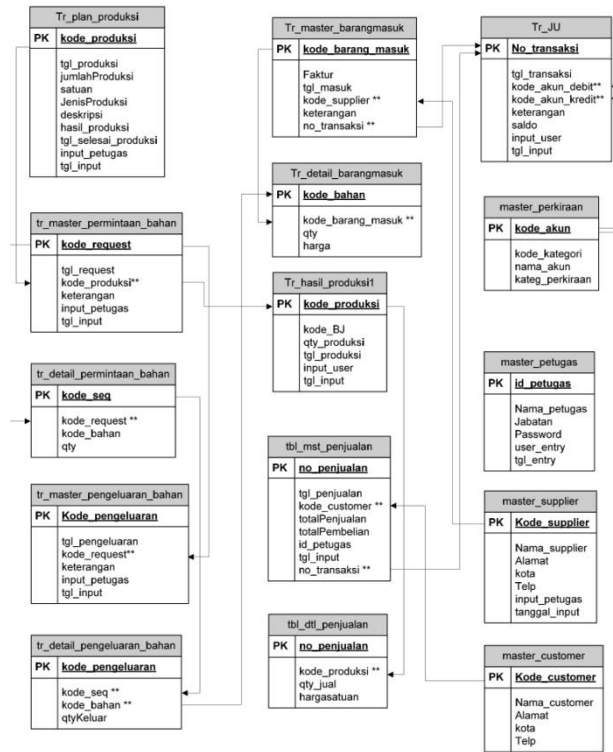 Tr_plan_produksi
PK kode_produksi
tgl_produksi
jumlahProduksi
satuan
JenisProduksi
deskripsi
hasil_produksi
tgl_selesai_produksi
input_petugas
tgl_input
tr_master_permintaan_bahan
PK kode_request
tgl_request
kode_produksi**
keterangan
input_petugas
tgl_input
tr_detail_permintaan_bahan
PK kode_seq
kode_request **
kode_bahan
qty
tr_master_pengeluaran_bahan
PK Kode_pengeluaran
tgl_pengeluaran
kode_request**
keterangan
input_petugas
tgl_input
tr_detail_pengeluaran_bahan
PK kode_pengeluaran
kode_seq **
kode_bahan **
qtyKeluar
Tr_master_barangmasuk
PK kode_barang_masuk
Faktur
tgl_masuk
kode_supplier **
keterangan
no_transaksi **
Tr_detail_barangmasuk
PK kode_bahan
kode_barang_masuk **
qty
harga
Tr_hasil_produksi1
PK kode_produksi
kode_BJ
qty_produksi
tgl_produksi
input_user
tgl_input
tbl_mst_penjualan
PK no_penjualan
tgl_penjualan
kode_customer **
totalPenjualan
totalPembelian
id_petugas
tgl_input
no_transaksi **
tbl_dtl_penjualan
PK no_penjualan
kode_produksi **
qty_jual
hargasatuan
Tr_JU
PK No_transaksi
tgl_transaksi
kode_akun_debit**
kode_akun_kredit**
keterangan
saldo
input_user
tgl_input
master_perkiraan
PK kode_akun
kode_kategori
nama_akun
kateg_perkiraan
master_petugas
PK id_petugas
Nama_petugas
Jabatan
Password
user_entry
tgl_entry
master_supplier
PK Kode_supplier
Nama_supplier
Alamat
kota
Telp
input_petugas
tanggal_input
master_customer
PK Kode_customer
Nama_customer
Alamat
kota
Telp